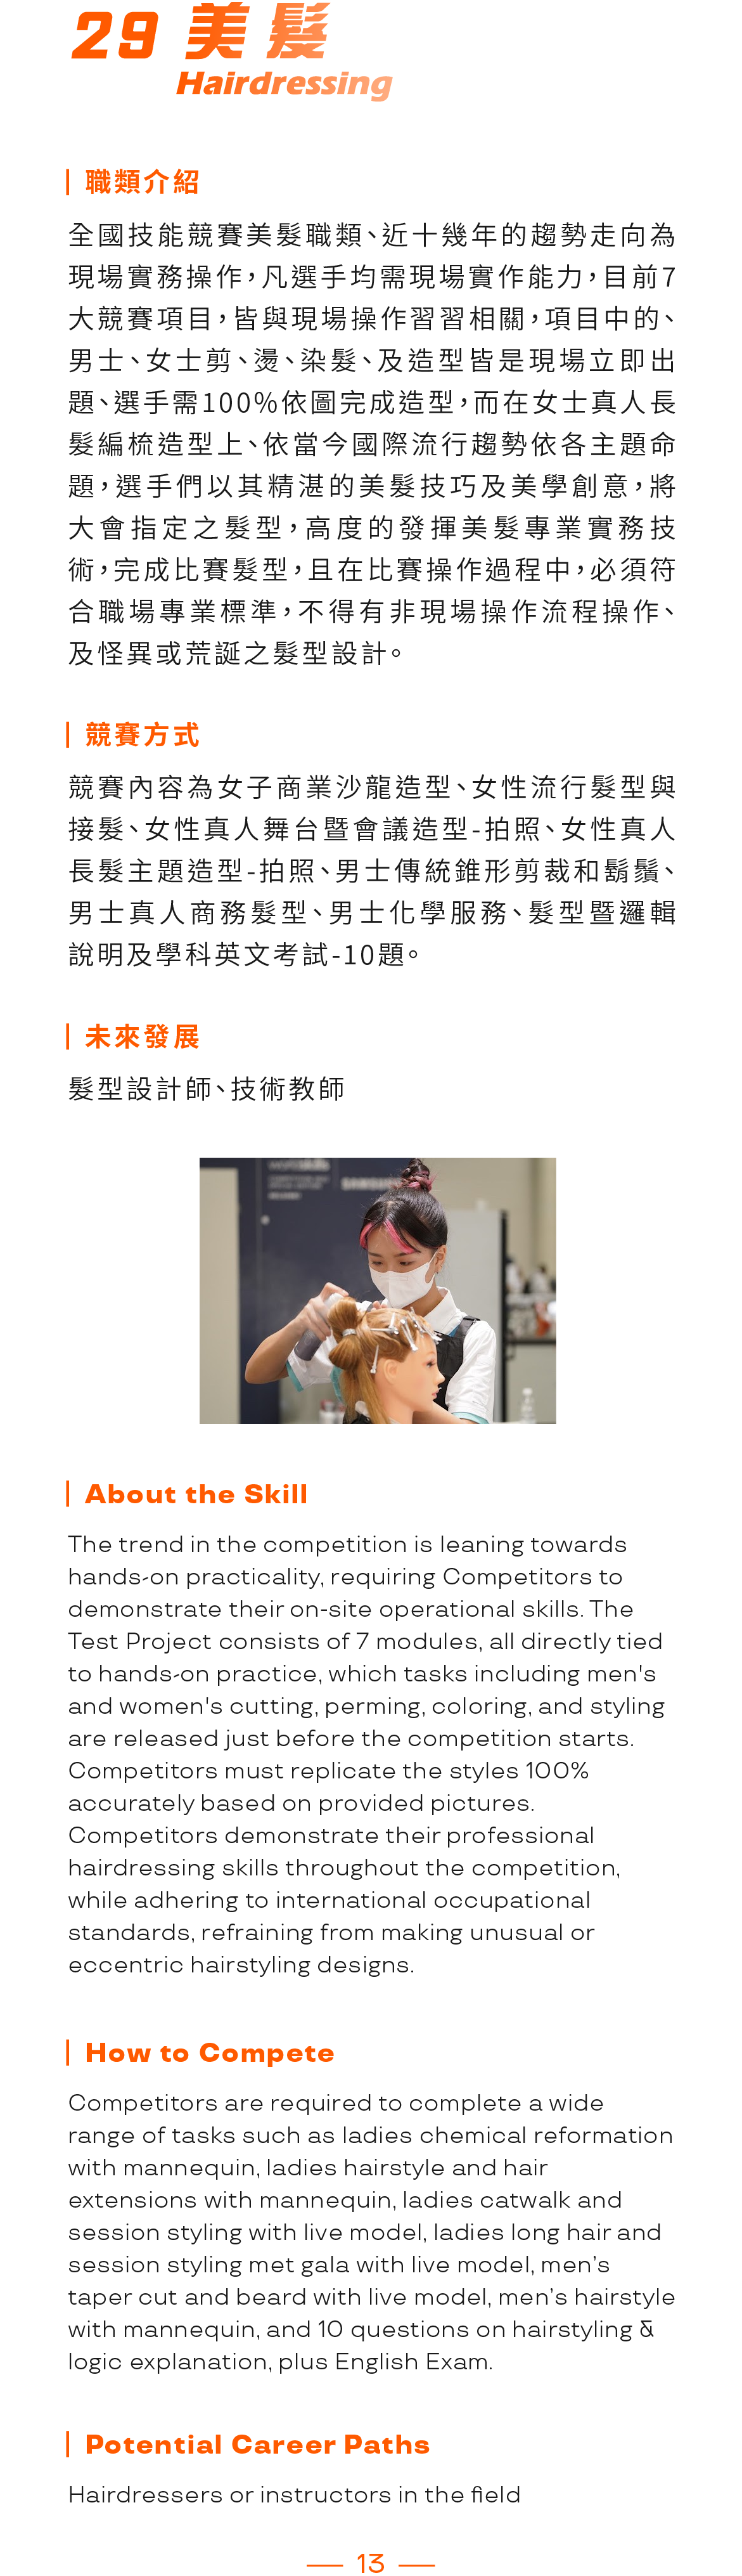 29 美髮
Hairdressing
職類介紹
全國技能競賽美髮職類、近十幾年的趨勢走向為
現場實務操作，凡選手均需現場實作能力，目前7
大競賽項目，皆與現場操作習習相關，項目中的、
男士、女士剪、燙、染髮、及造型皆是現場立即出
題、選手需100%依圖完成造型，而在女士真人長
髮編梳造型上、依當今國際流行趨勢依各主題命
題，選手們以其精湛的美髮技巧及美學創意，將
大會指定之髮型，高度的發揮美髮專業實務技
術，完成比賽髮型，且在比賽操作過程中，必須符
合職場專業標準，不得有非現場操作流程操作、
及怪異或荒誕之髮型設計。
競賽方式
競賽內容為女子商業沙龍造型、女性流行髮型與
接髮、女性真人舞台暨會議造型-拍照、女性真人
長髮主題造型-拍照、男士傳統錐形剪裁和鬍鬚、
男士真人商務髮型、男士化學服務、髮型暨邏輯
說明及學科英文考試-10題。
未來發展
髮型設計師、技術教師
About the Skill
The trend in the competition is leaning towards
hands-on practicality, requiring Competitors to
demonstrate their on-site operational skills. The
Test Project consists of 7 modules, all directly tied
to hands-on practice, which tasks including men's
and women's cutting, perming, coloring, and styling
are released just before the competition starts.
Competitors must replicate the styles 100%
accurately based on provided pictures.
Competitors demonstrate their professional
hairdressing skills throughout the competition,
while adhering to international occupational
standards, refraining from making unusual or
eccentric hairstyling designs.
How to Compete
Competitors are required to complete a wide
range of tasks such as ladies chemical reformation
with mannequin, ladies hairstyle and hair
extensions with mannequin, ladies catwalk and
session styling with live model, ladies long hair and
session styling met gala with live model, men’s
taper cut and beard with live model, men’s hairstyle
with mannequin, and 10 questions on hairstyling &
logic explanation, plus English Exam.
Potential Career Paths
Hairdressers or instructors in the field
13